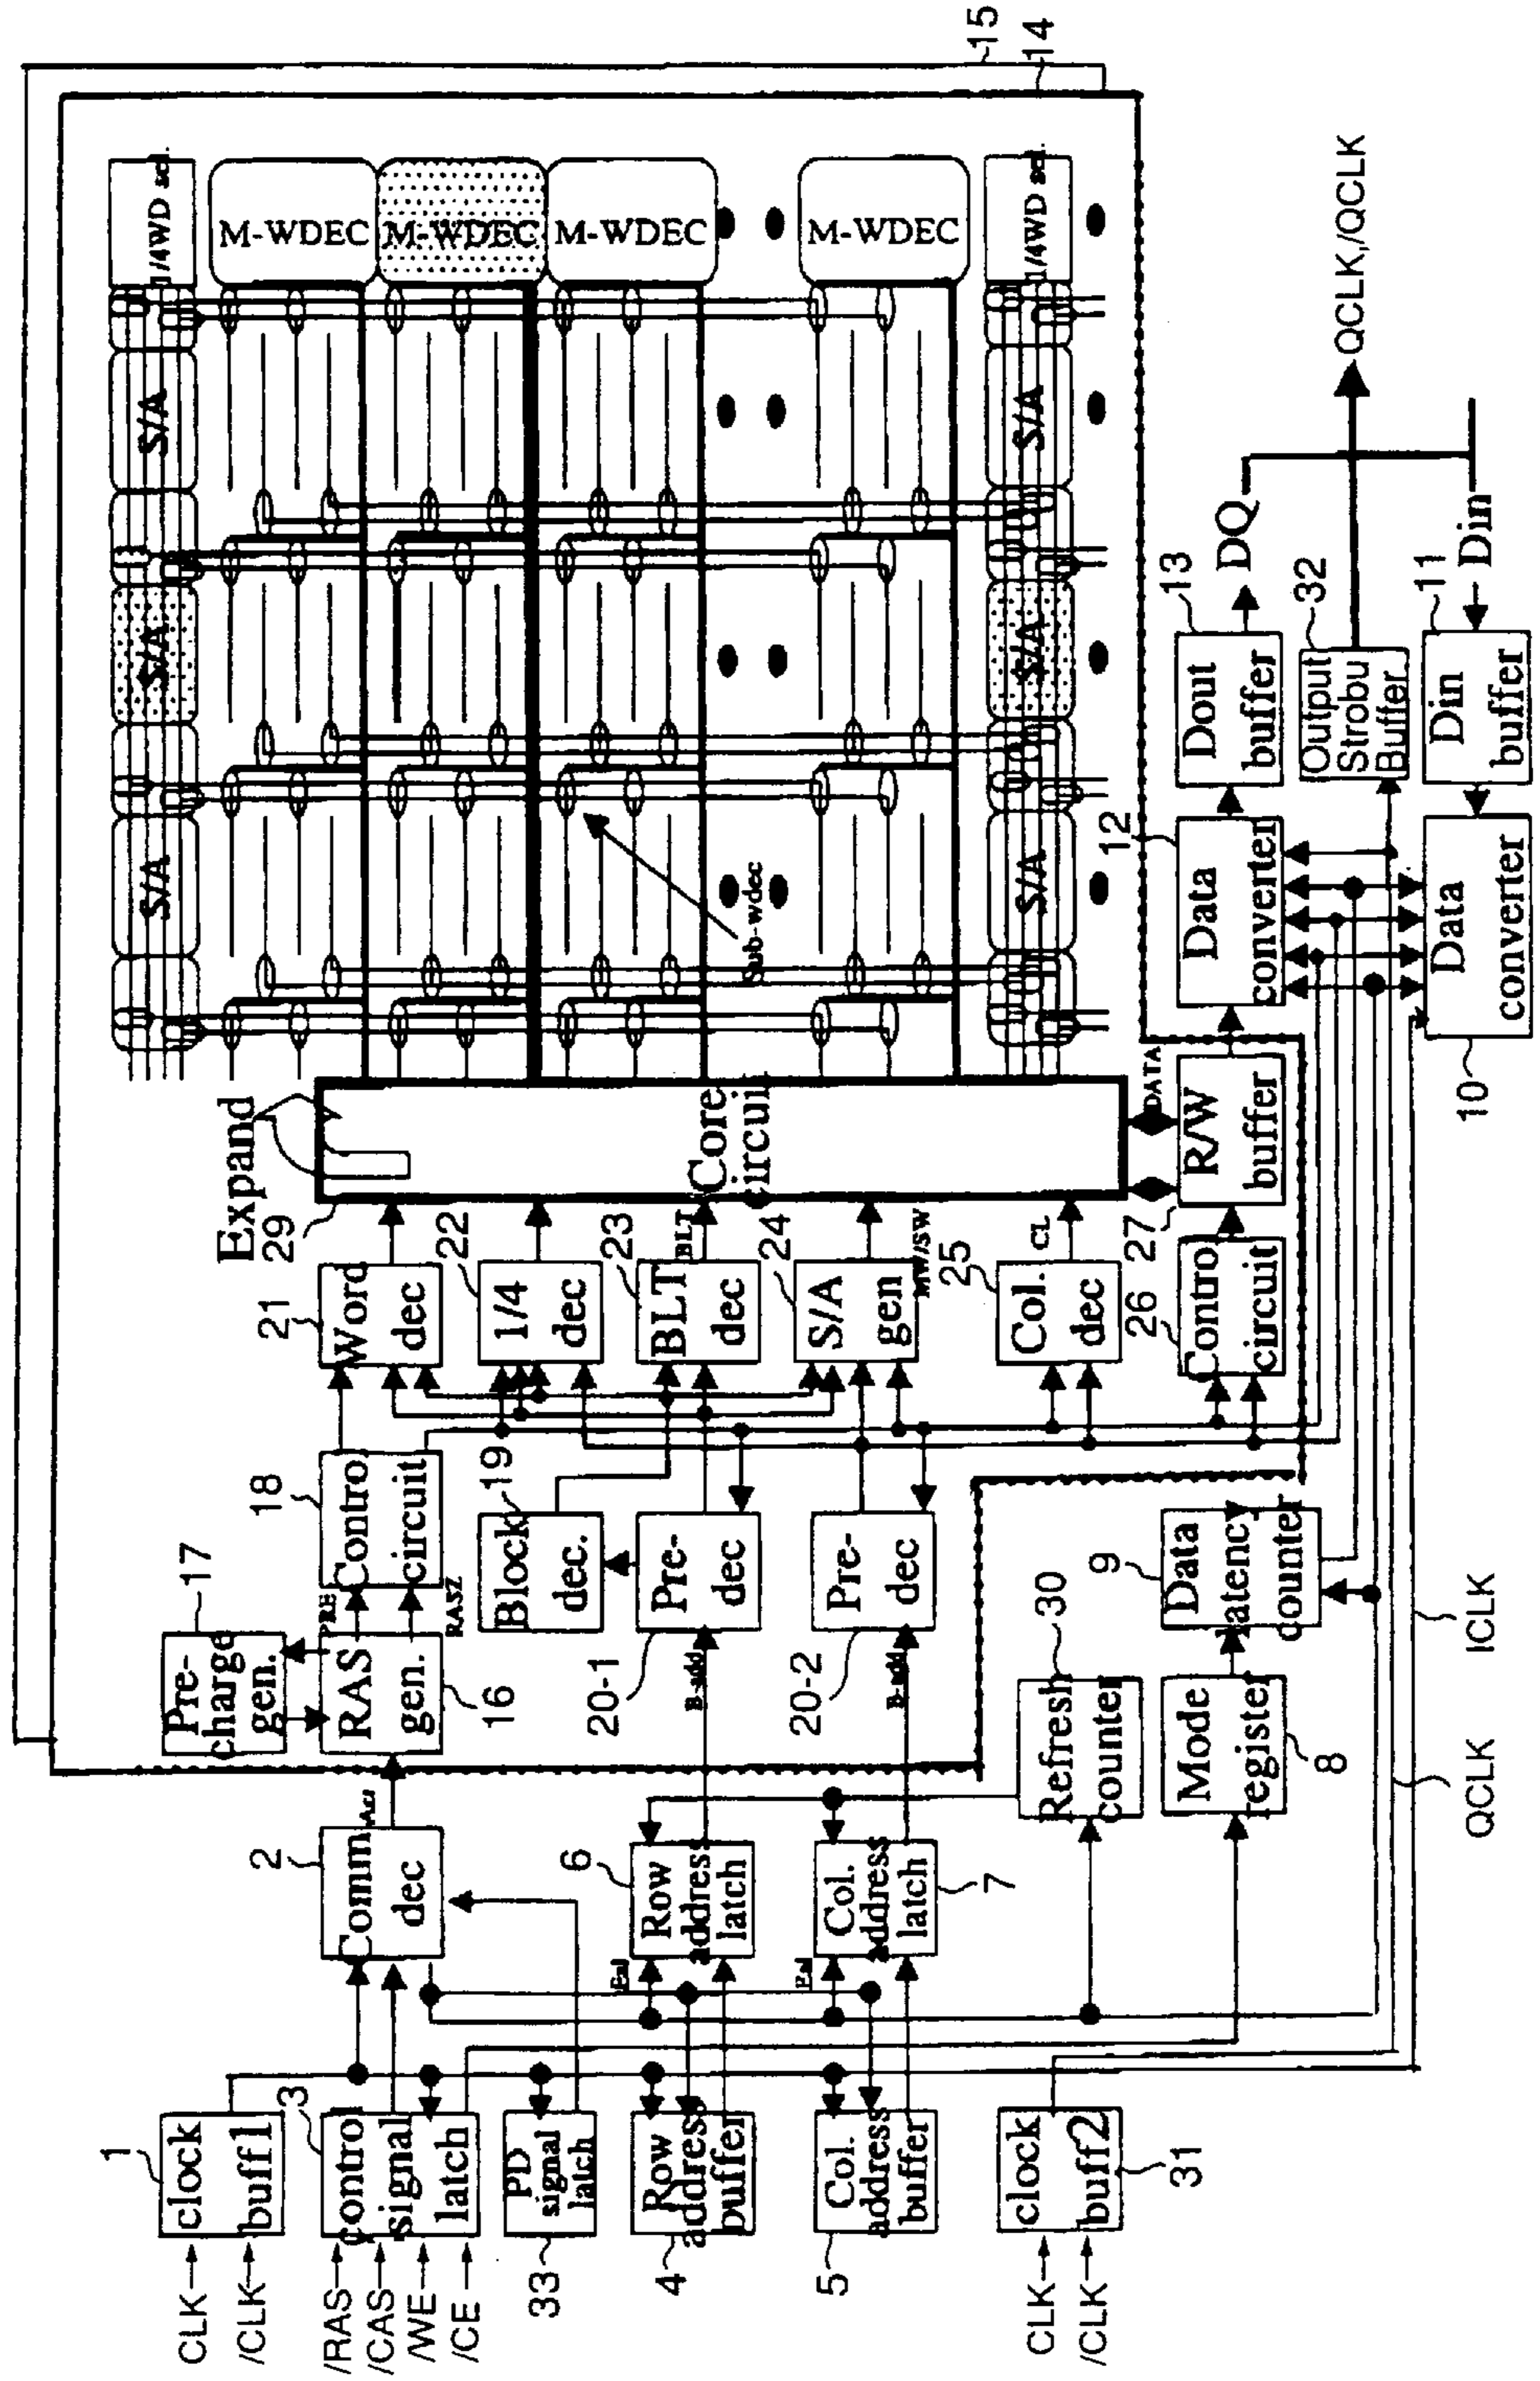 CLK
/CLK
1
clock
buff1
/RAS
/CAS
/WE
/CE
3
control
signal
latch
33
PD
signal
latch
4
Row
address
buffer
5
Col.
address
buffer
CLK
/CLK
clock
buff2
31
2
Comm
dec
Act
6
Row
address
latch
Eal
Col.
address
latch
Eal
7
30
Refresh
counter
Mode
register
8
9
Data
latency
counter
QCLK
ICLK
17
Pre-
charge
gen.
RAS
gen.
16
PRE
RASZ
18
Control
circuit
19
Block
dec.
B-add
20-1
Pre-
dec
B-add
20-2
Pre-
dec
21
Word
dec
22
1/4
dec
23
BLT
dec
BLT
24
S/A
gen
MW/SW
25
Col.
dec
CL
26
Control
circuit
27
R/W
buffer
DATA
Expand
29
Core
circuit
Sub-wdec
S/A
S/A
S/A
1/4WD sel.
M-WDEC
M-WDEC
M-WDEC
M-WDEC
S/A
S/A
S/A
1/4WD sel.
14
15
12
Data
converter
10
Data
converter
13
Dout
buffer
DQ
32
Output
Strobu
Buffer
11
Din
buffer
Din
QCLK,/QCLK